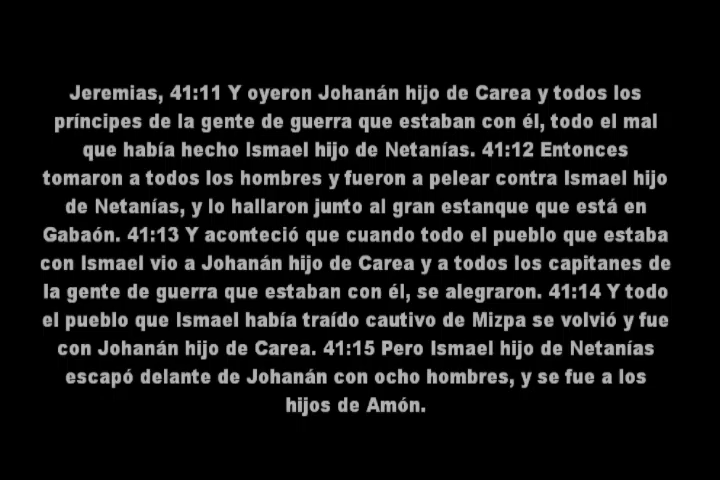 Jeremias, 41:11 Y oyeron Johanán hijo de Carea y todos los
príncipes de la gente de guerra que estaban con él, todo el mal
que había hecho Ismael hijo de Netanías. 41:12 Entonces
tomaron a todos los hombres y fueron a pelear contra Ismael hijo
de Netanías, y lo hallaron junto al gran estanque que está en
Gabaón. 41:13 Y aconteció que cuando todo el pueblo que estaba
con Ismael vio a Johanán hijo de Carea y a todos los capitanes de
la gente de guerra que estaban con él, se alegraron. 41:14 Y todo
el pueblo que Ismael había traído cautivo de Mizpa se volvió y fue
con Johanán hijo de Carea. 41:15 Pero Ismael hijo de Netanías
escapó delante de Johanán con ocho hombres, y se fue a los
hijos de Amón.